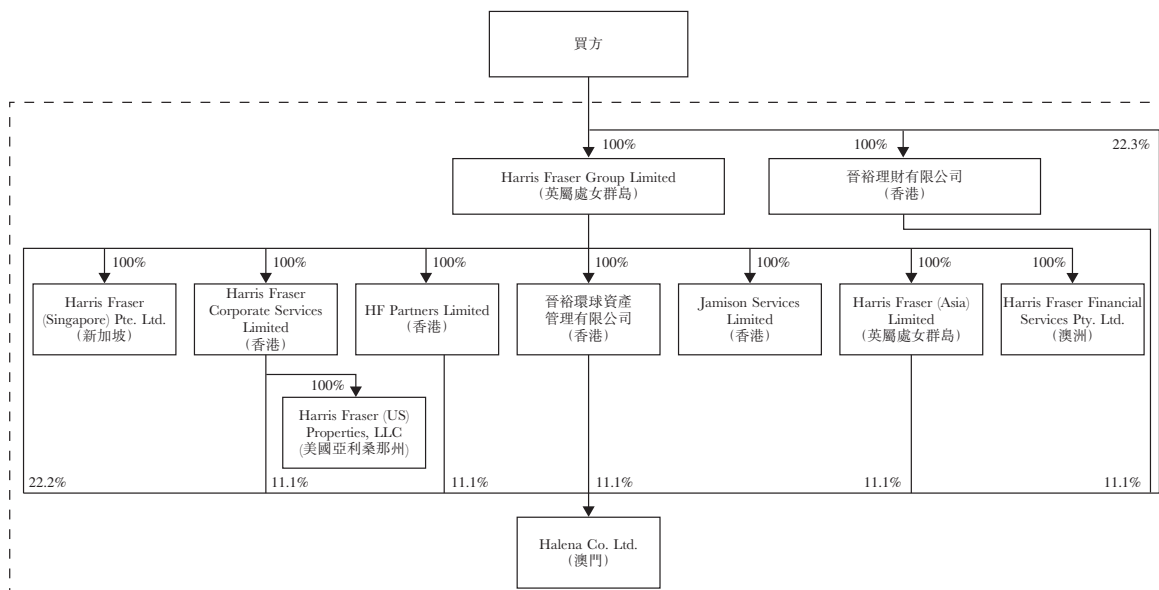 買方
100%
100%
22.3%
Harris Fraser Group Limited
(英屬處女群島)
晉裕理財有限公司
(香港)
100%
100%
100%
100%
100%
100%
100%
Harris Fraser
(Singapore) Pte. Ltd.
(新加坡)
Harris Fraser
Corporate Services
Limited
(香港)
HF Partners Limited
(香港)
晉裕環球資產
管理有限公司
(香港)
Jamison Services
Limited
(香港)
Harris Fraser (Asia)
Limited
(英屬處女群島)
Harris Fraser Financial
Services Pty. Ltd.
(澳洲)
100%
Harris Fraser (US)
Properties, LLC
(美國亞利桑那州)
22.2%
11.1%
11.1%
11.1%
11.1%
11.1%
Halena Co. Ltd.
(澳門)